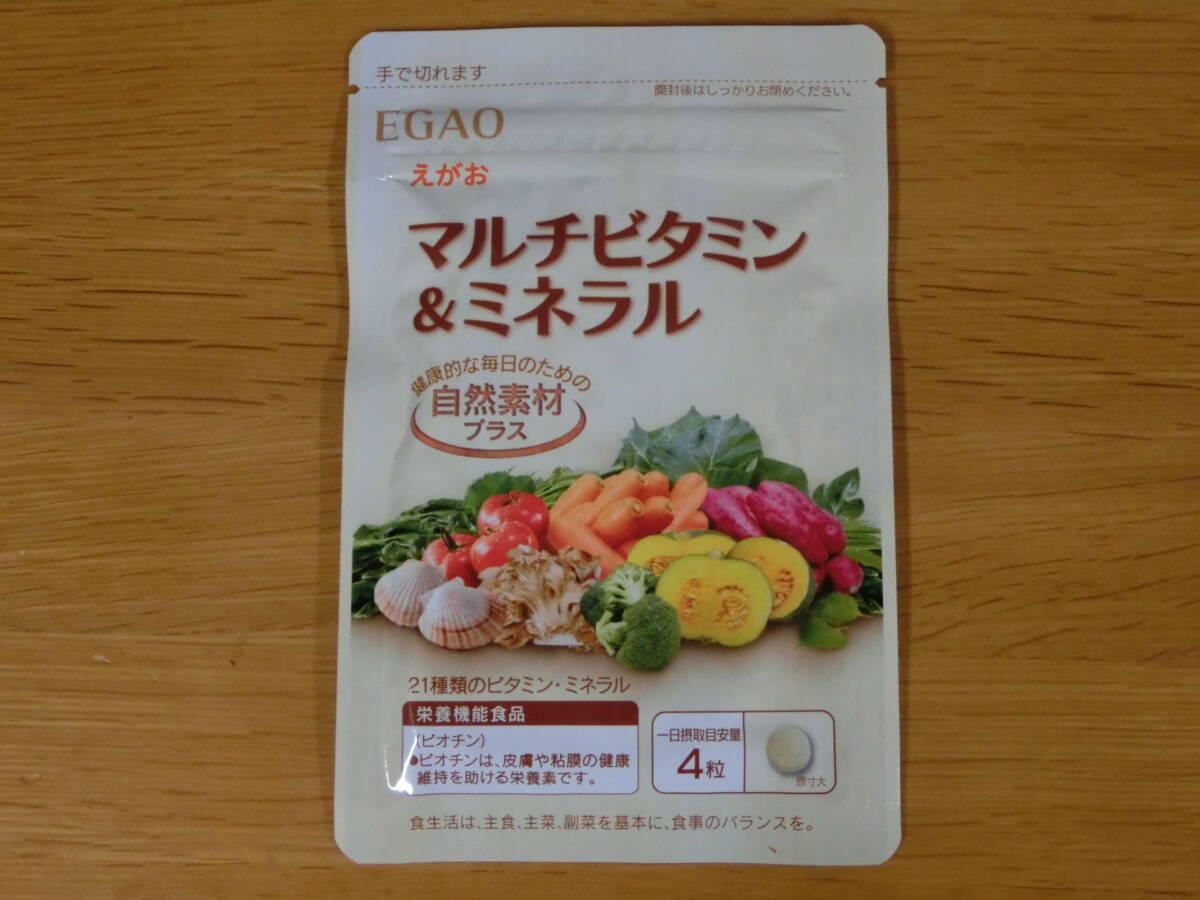 手で切れます
開封後はしっかりお閉めください。
EGAO
えがお
マルチビタミン
&ミネラル
健康的な毎日のための
自然素材
プラス
21種類のビタミン・ミネラル
栄養機能食品
(ビオチン)
●ビオチンは、皮膚や粘膜の健康
維持を助ける栄養素です。
一日摂取目安量
4粒
原寸大
食生活は、主食、主菜、副菜を基本に、食事のバランスを。